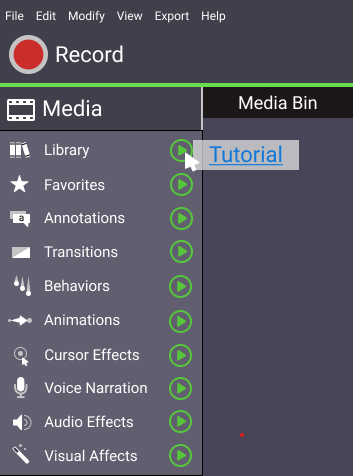 File Edit Modify View Export Help
Record
Media
Media Bin
Library
Tutorial
Favorites
a
Annotations
Transitions
Behaviors
Animations
Cursor Effects
Voice Narration
Audio Effects
Visual Affects